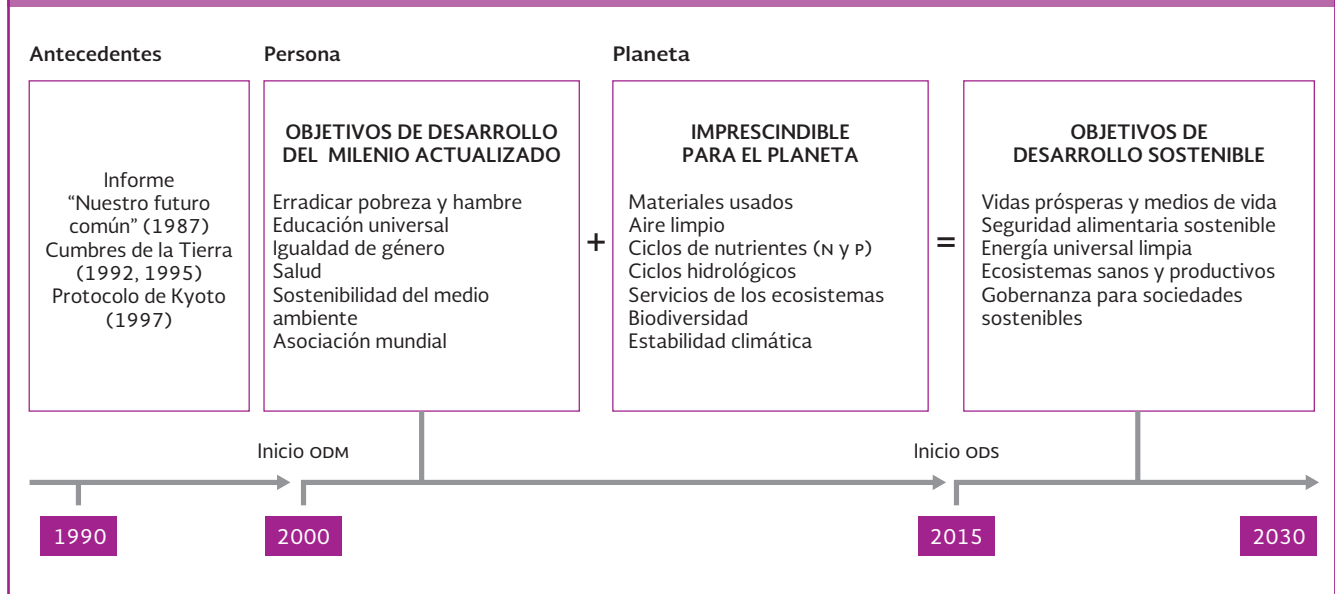 Antecedentes
Informe
“Nuestro futuro
común” (1987)
Cumbres de la Tierra
(1992, 1995)
Protocolo de Kyoto
(1997)
Persona
OBJETIVOS DE DESARROLLO
DEL MILENIO ACTUALIZADO
Erradicar pobreza y hambre
Educación universal
Igualdad de género
Salud
Sostenibilidad del medio
ambiente
Asociación mundial
+
Planeta
IMPRESCINDIBLE
PARA EL PLANETA
Materiales usados
Aire limpio
Ciclos de nutrientes (N y P)
Ciclos hidrológicos
Servicios de los ecosistemas
Biodiversidad
Estabilidad climática
=
OBJETIVOS DE
DESARROLLO SOSTENIBLE
Vidas prósperas y medios de vida
Seguridad alimentaria sostenible
Energía universal limpia
Ecosistemas sanos y productivos
Gobernanza para sociedades
sostenibles
Inicio ODM
Inicio ODS
1990
2000
2015
2030